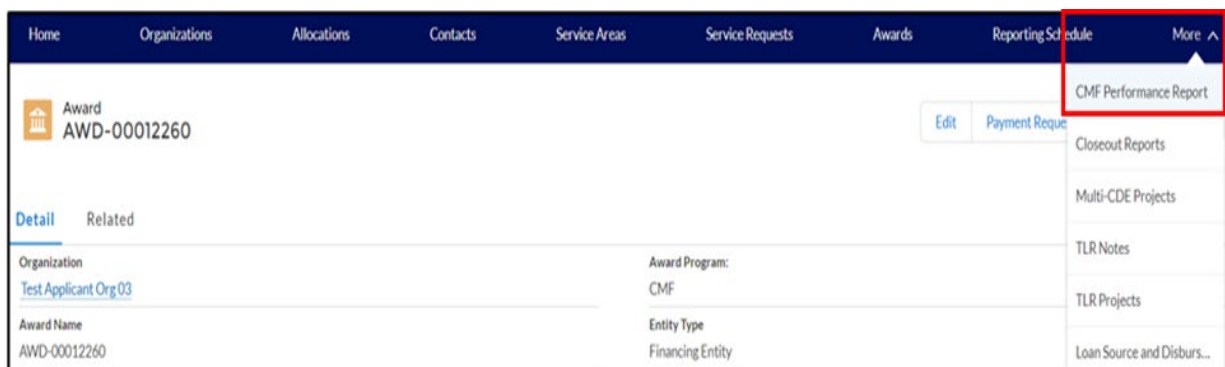 Home Organizations Allocations Contacts Service Areas Service Requests Awards Reporting Schedule More
Award
AWD-00012260
Edit Payment Reque
CMF Performance Report
Closeout Reports
Multi-CDE Projects
TLR Notes
TLR Projects
Loan Source and Disburs...
Detail Related
Organization
Test Applicant Org 03
Award Program:
CMF
Award Name
AWD-00012260
Entity Type
Financing Entity